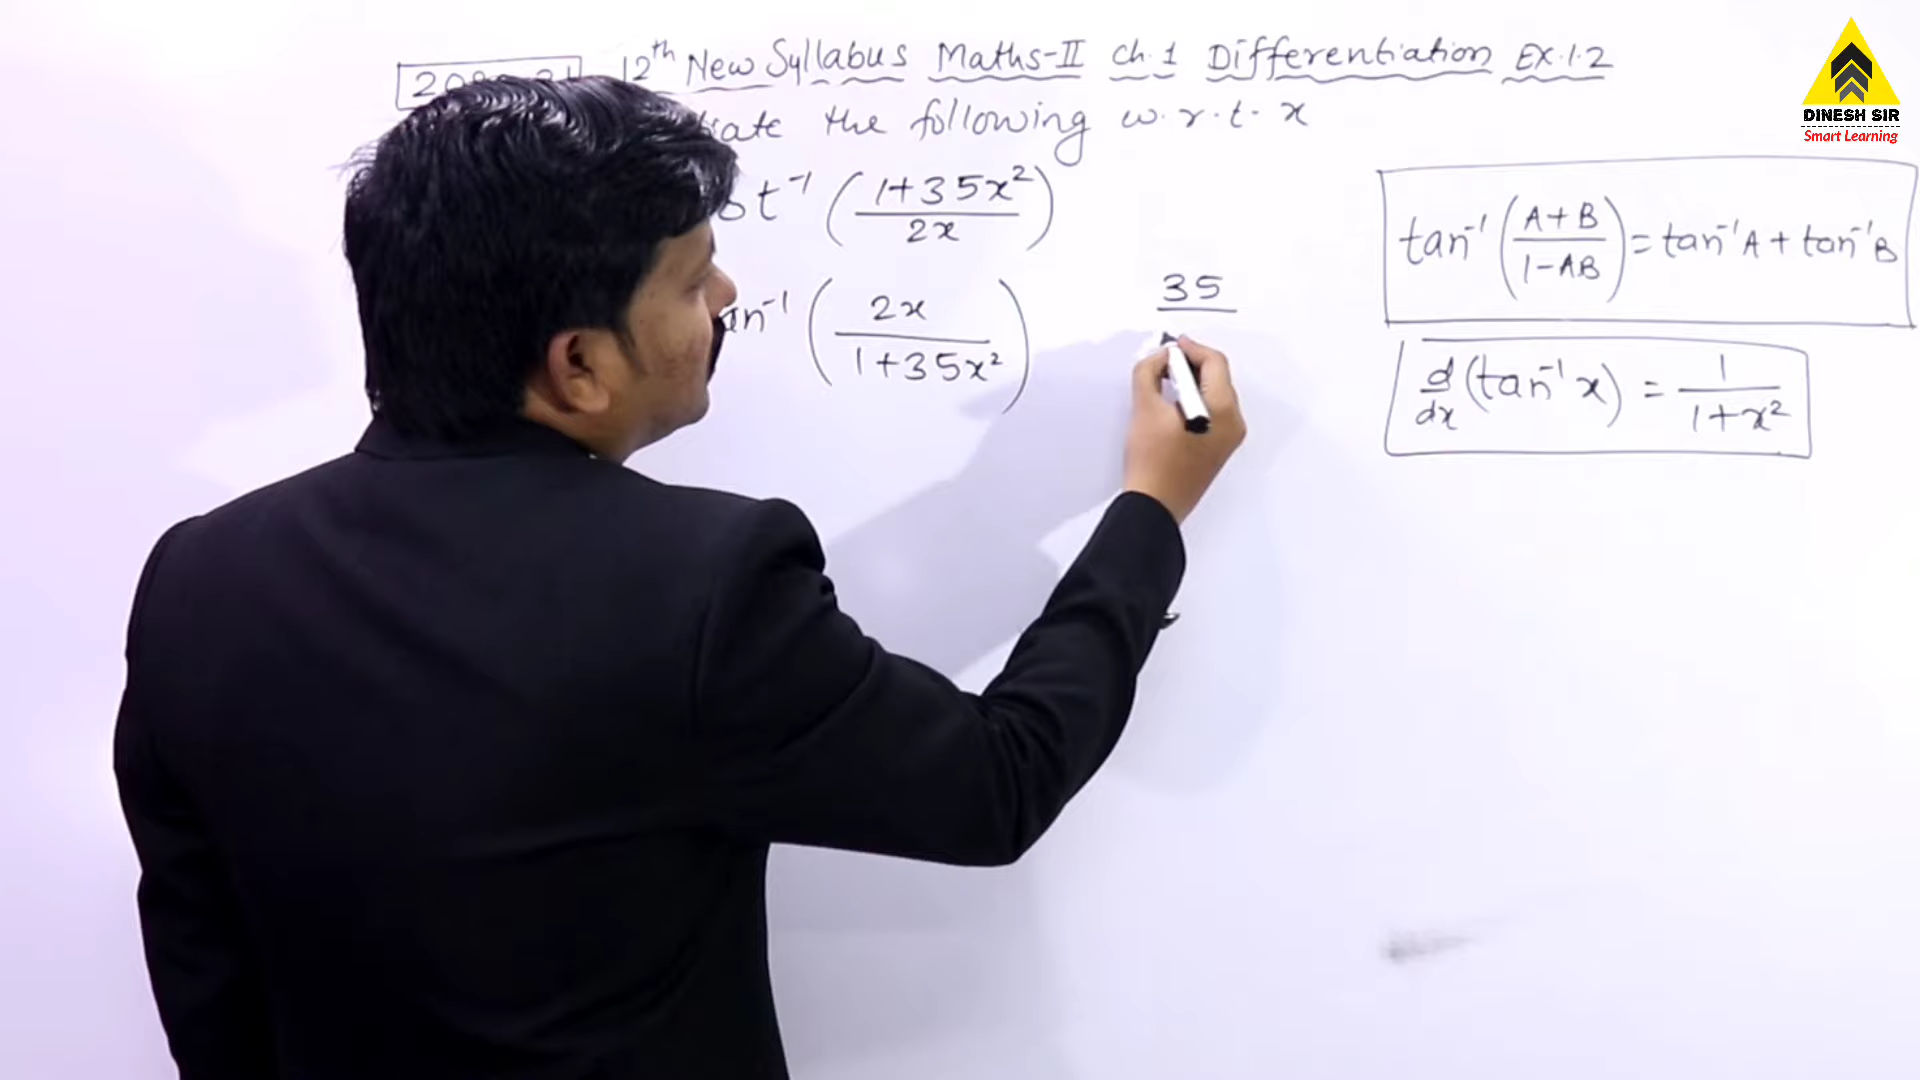 12th New Syllabus Maths-II Ch.1 Differentiation Ex.1.2
the following w.r.t. x
t⁻¹ (1+35x² / 2x)
tan⁻¹ (2x / 1+35x²)
35
tan⁻¹ (A+B / 1-AB) = tan⁻¹A + tan⁻¹B
d/dx (tan⁻¹ x) = 1 / 1+x²
DINESH SIR
Smart Learning